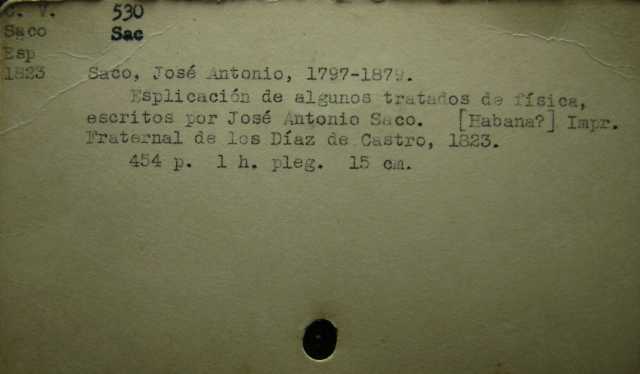 C. V. 530
Saco Sac
Esp
1823 Saco, José Antonio, 1797-1879.
Esplicación de algunos tratados de física,
escritos por José Antonio Saco. [Habana?] Impr.
Fraternal de los Díaz de Castro, 1823.
454 p. 1 h. pleg. 15 cm.